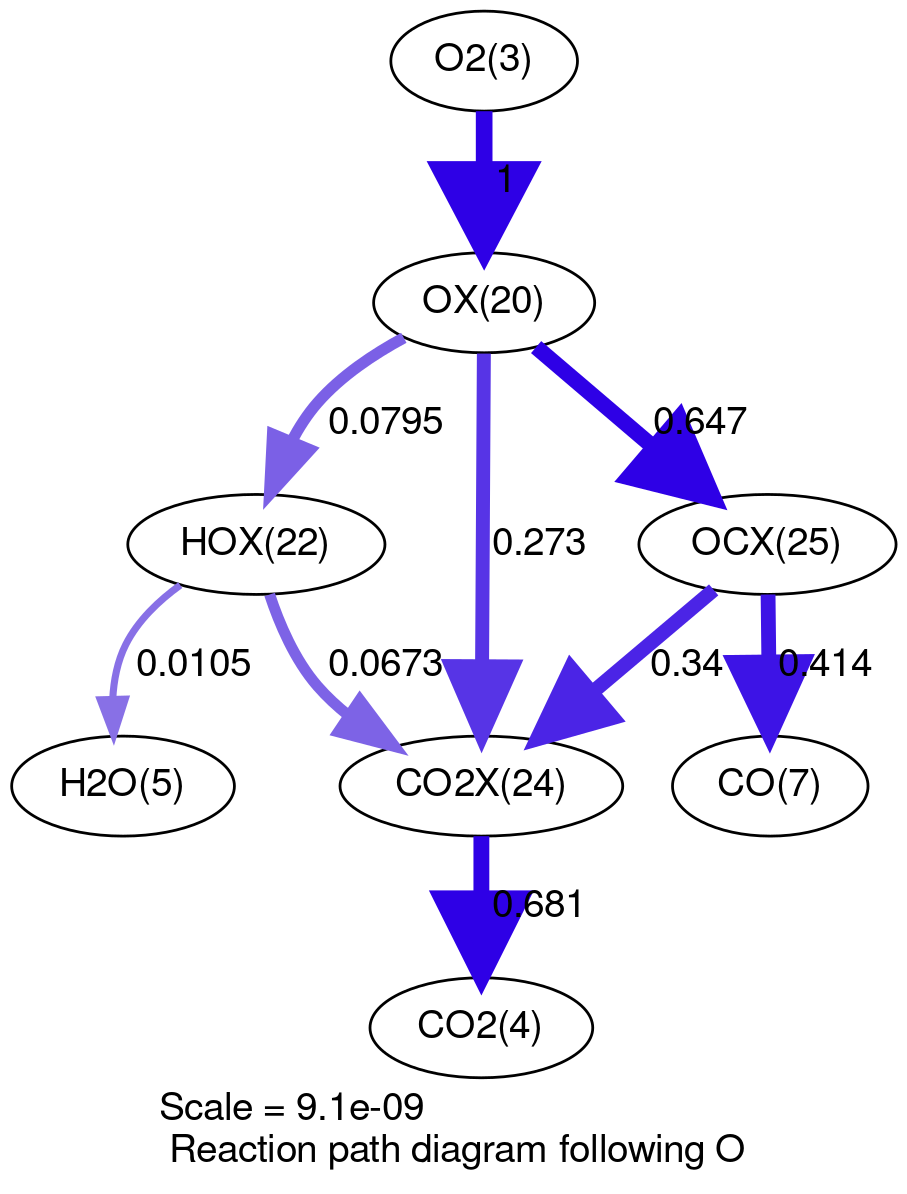 O2(3)
1
OX(20)
0.0795
0.647
HOX(22)
0.273
OCX(25)
0.0105
0.0673
0.34
0.414
H2O(5)
CO2X(24)
CO(7)
0.681
CO2(4)
Scale = 9.1e-09
Reaction path diagram following O